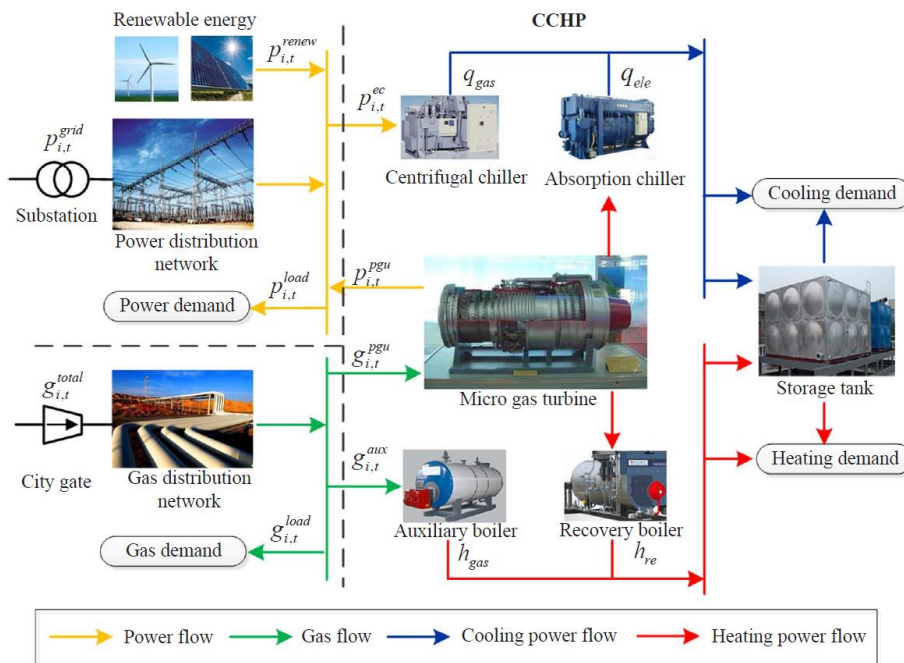 Renewable energy
CCHP
p_{i,t}^{renew}
p_{i,t}^{ec}
q_{gas}
q_{ele}
p_{i,t}^{grid}
Substation
Power distribution
network
Centrifugal chiller
Absorption chiller
Cooling demand
p_{i,t}^{load}
p_{i,t}^{pgu}
Power demand
g_{i,t}^{pgu}
g_{i,t}^{total}
Micro gas turbine
Storage tank
City gate
Gas distribution
network
g_{i,t}^{aux}
Heating demand
Auxiliary boiler
Recovery boiler
g_{i,t}^{load}
Gas demand
h_{gas}
h_{re}
Power flow
Gas flow
Cooling power flow
Heating power flow